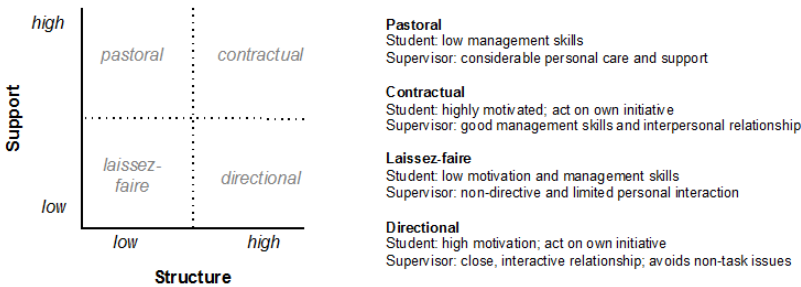 high
pastoral
contractual
Support
laissez-
faire
directional
low
low
high
Structure
Pastoral
Student: low management skills
Supervisor: considerable personal care and support
Contractual
Student: highly motivated; act on own initiative
Supervisor: good management skills and interpersonal relationship
Laissez-faire
Student: low motivation and management skills
Supervisor: non-directive and limited personal interaction
Directional
Student: high motivation; act on own initiative
Supervisor: close, interactive relationship; avoids non-task issues